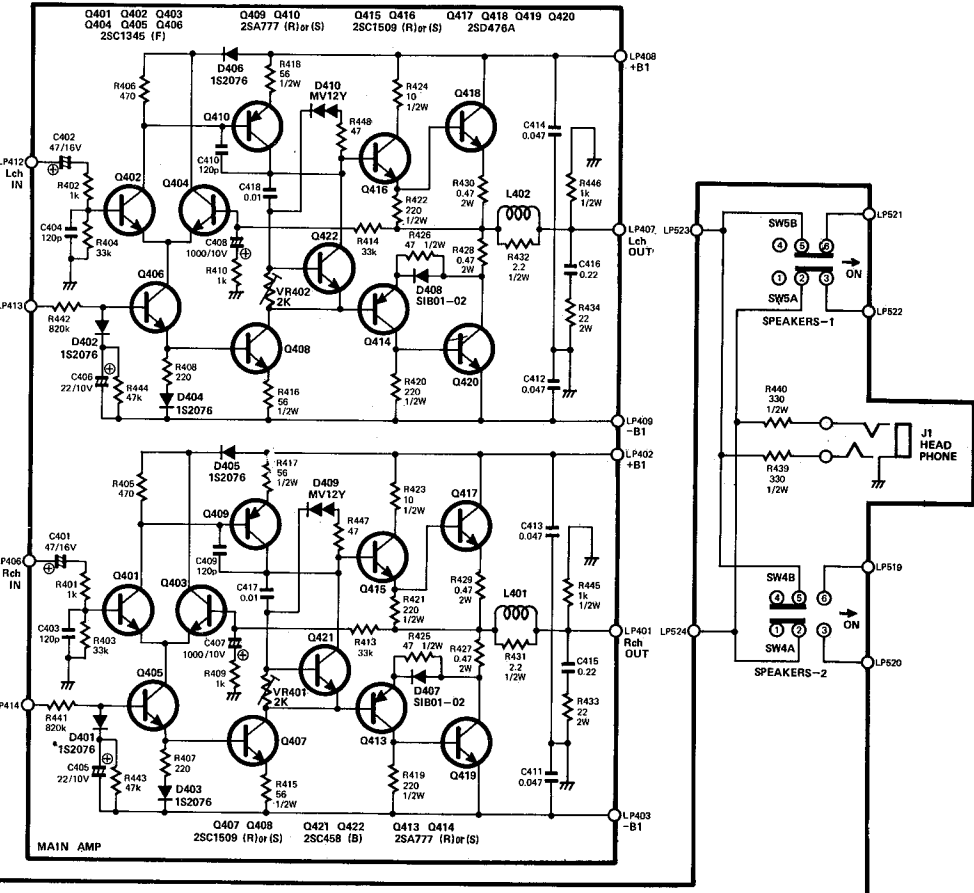 Q401 Q402 Q403
Q404 Q405 Q406
2SC1345 (F)
Q409 Q410
2SA777 (R)or(S)
Q415 Q416
2SC1509 (R)or(S)
Q417 Q418 Q419 Q420
2SD476A
D406
1S2076
R418
56
1/2W
LP408
+B1
R406
470
D410
MV12Y
R424
10
1/2W
Q418
Q410
R448
47
C414
0.047
C402
47/16V
C410
120p
LP412
Lch
IN
R402
1k
Q402
Q404
C418
0.01
Q416
R430
0.47
2W
L402
R446
1k
1/2W
R422
220
1/2W
C404
120p
R404
33k
C408
1000/10V
R410
1k
Q422
R414
33k
R426
47 1/2W
R428
0.47
2W
R432
2.2
1/2W
LP407
Lch
OUT
LP523
C416
0.22
Q406
VR402
2K
D408
SIB01-02
LP413
R442
820k
R434
22
2W
D402
1S2076
Q408
Q414
Q420
C406
22/10V
R444
47k
R408
220
D404
1S2076
R416
56
1/2W
R420
220
1/2W
C412
0.047
LP409
-B1
SW5B
4 5 6
LP521
ON
1 2 3
SW5A
LP522
SPEAKERS-1
R440
330
1/2W
R439
330
1/2W
J1
HEAD
PHONE
D405
1S2076
R417
56
1/2W
LP402
+B1
R405
470
D409
MV12Y
R423
10
1/2W
Q417
Q409
R447
47
C413
0.047
C401
47/16V
C409
120p
P406
Rch
IN
R401
1k
Q401
Q403
C417
0.01
Q415
R429
0.47
2W
L401
R445
1k
1/2W
R421
220
1/2W
C403
120p
R403
33k
C407
1000/10V
R409
1k
Q421
R413
33k
R425
47 1/2W
R427
0.47
2W
R431
2.2
1/2W
LP401
Rch
OUT
LP524
C415
0.22
Q405
VR401
2K
D407
SIB01-02
P414
R441
820k
R433
22
2W
D401
1S2076
Q407
Q413
Q419
C405
22/10V
R443
47k
R407
220
D403
1S2076
R415
56
1/2W
R419
220
1/2W
C411
0.047
LP403
-B1
SW4B
4 5 6
LP519
ON
1 2 3
SW4A
LP520
SPEAKERS-2
Q407 Q408
2SC1509 (R)or(S)
Q421 Q422
2SC458 (B)
Q413 Q414
2SA777 (R)or(S)
MAIN AMP